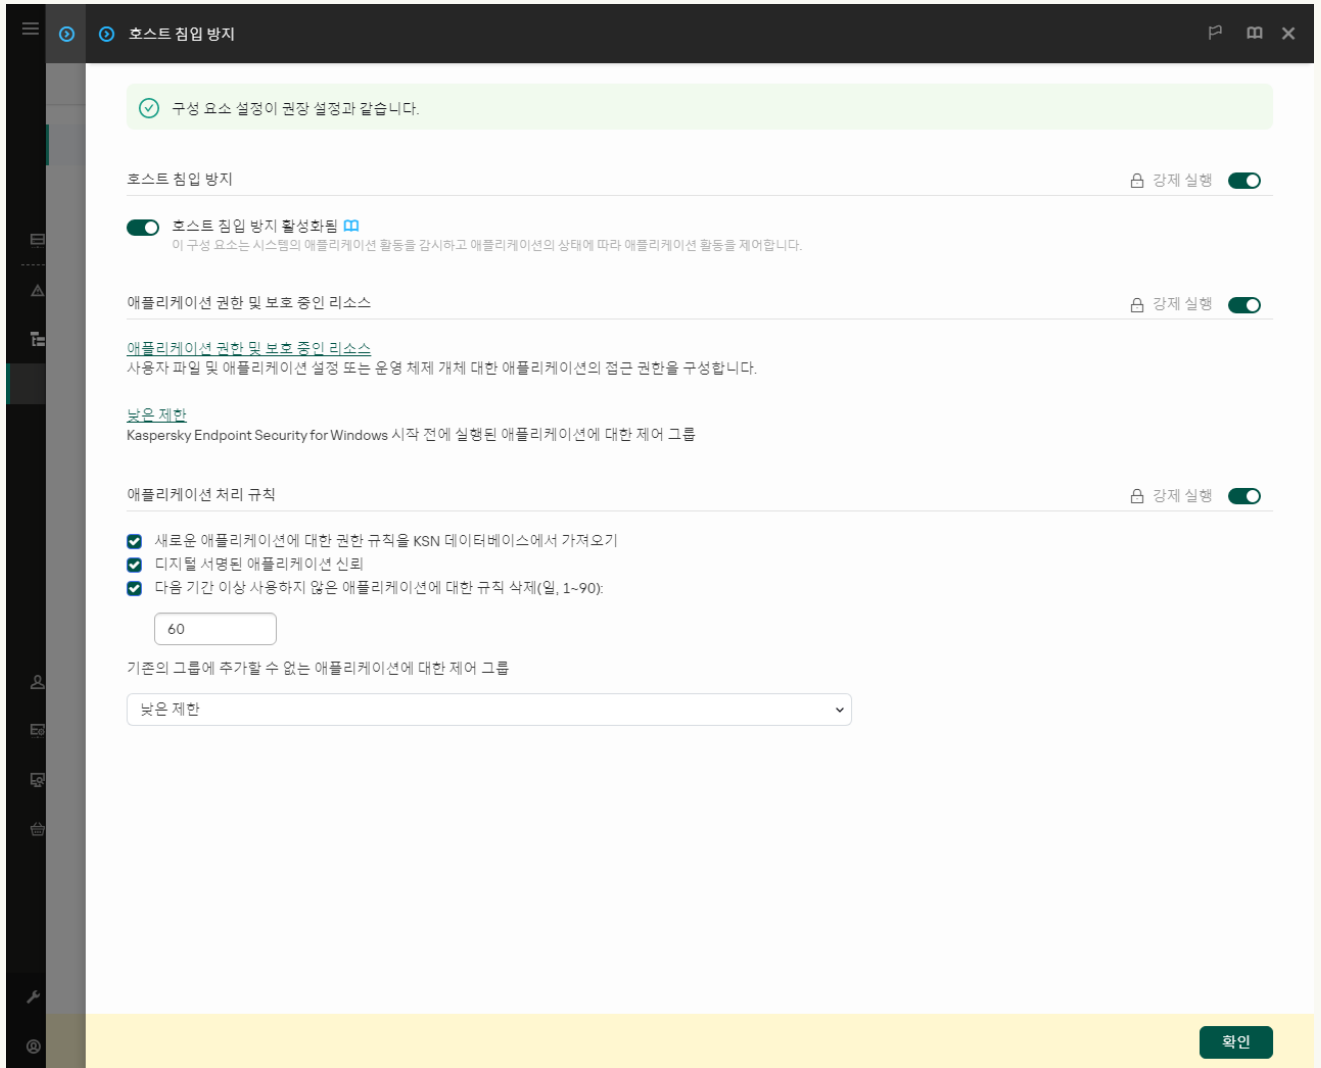 호스트 침입 방지
구성 요소 설정이 권장 설정과 같습니다.
호스트 침입 방지
강제 실행
호스트 침입 방지 활성화됨
이 구성 요소는 시스템의 애플리케이션 활동을 감시하고 애플리케이션의 상태에 따라 애플리케이션 활동을 제어합니다.
애플리케이션 권한 및 보호 중인 리소스
강제 실행
애플리케이션 권한 및 보호 중인 리소스
사용자 파일 및 애플리케이션 설정 또는 운영 체제 개체 대한 애플리케이션의 접근 권한을 구성합니다.
낮은 제한
Kaspersky Endpoint Security for Windows 시작 전에 실행된 애플리케이션에 대한 제어 그룹
애플리케이션 처리 규칙
강제 실행
새로운 애플리케이션에 대한 권한 규칙을 KSN 데이터베이스에서 가져오기
디지털 서명된 애플리케이션 신뢰
다음 기간 이상 사용하지 않은 애플리케이션에 대한 규칙 삭제(일, 1~90):
60
기존의 그룹에 추가할 수 없는 애플리케이션에 대한 제어 그룹
낮은 제한
확인